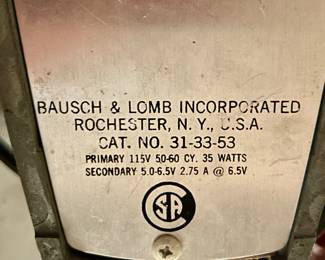 BAUSCH & LOMB INCORPORATED
ROCHESTER, N. Y., U.S.A.
CAT. NO. 31-33-53
PRIMARY 115V 50-60 CY. 35 WATTS
SECONDARY 5.0-6.5V 2.75 A @ 6.5V
CSA